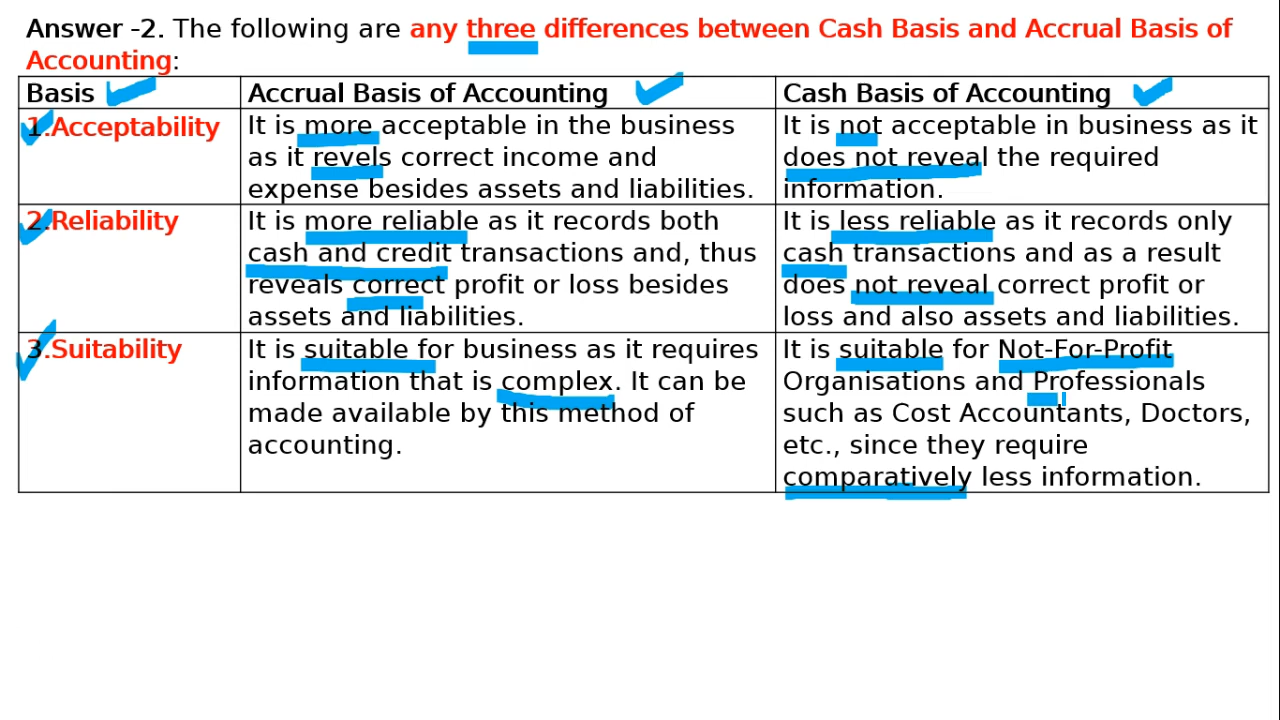 Answer -2. The following are any three differences between Cash Basis and Accrual Basis of
Accounting:
Basis
Accrual Basis of Accounting
Cash Basis of Accounting
1.Acceptability
It is more acceptable in the business
as it revels correct income and
expense besides assets and liabilities.
It is not acceptable in business as it
does not reveal the required
information.
2.Reliability
It is more reliable as it records both
cash and credit transactions and, thus
reveals correct profit or loss besides
assets and liabilities.
It is less reliable as it records only
cash transactions and as a result
does not reveal correct profit or
loss and also assets and liabilities.
3.Suitability
It is suitable for business as it requires
information that is complex. It can be
made available by this method of
accounting.
It is suitable for Not-For-Profit
Organisations and Professionals
such as Cost Accountants, Doctors,
etc., since they require
comparatively less information.